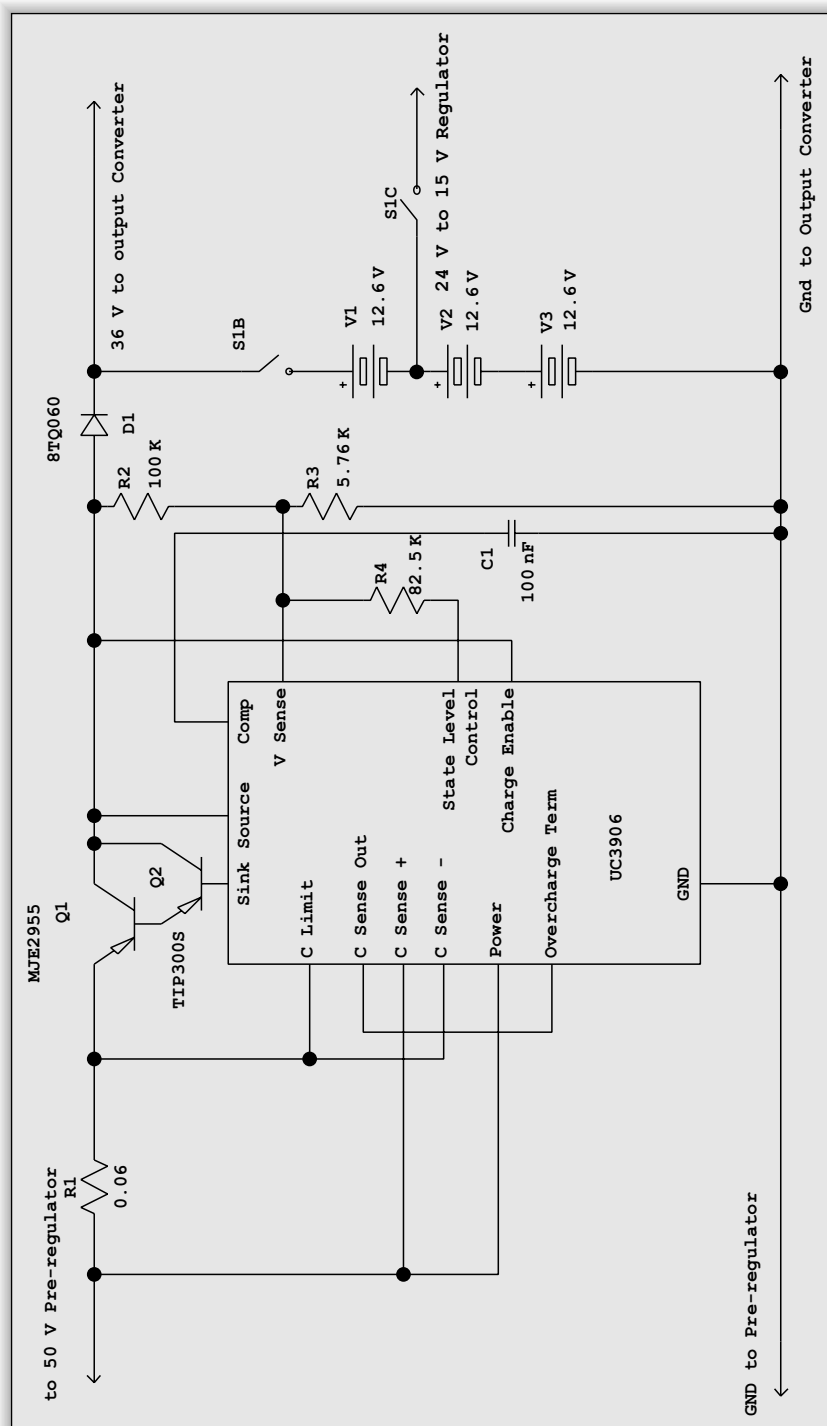 to 50 V Pre-regulator
R1
0.06
MJE2955
Q1
Q2
TIP300S
8TQ060
D1
36 V to output Converter
R2
100 K
R3
5.76 K
R4
82.5 K
C1
100 nF
S1B
V1
12.6 V
V2
12.6 V
V3
12.6 V
S1C
24 V to 15 V Regulator
Sink
Source
Comp
V Sense
State Level
Control
Charge Enable
C Limit
C Sense Out
C Sense +
C Sense -
Power
Overcharge Term
UC3906
GND
+
+
+
GND to Pre-regulator
Gnd to Output Converter